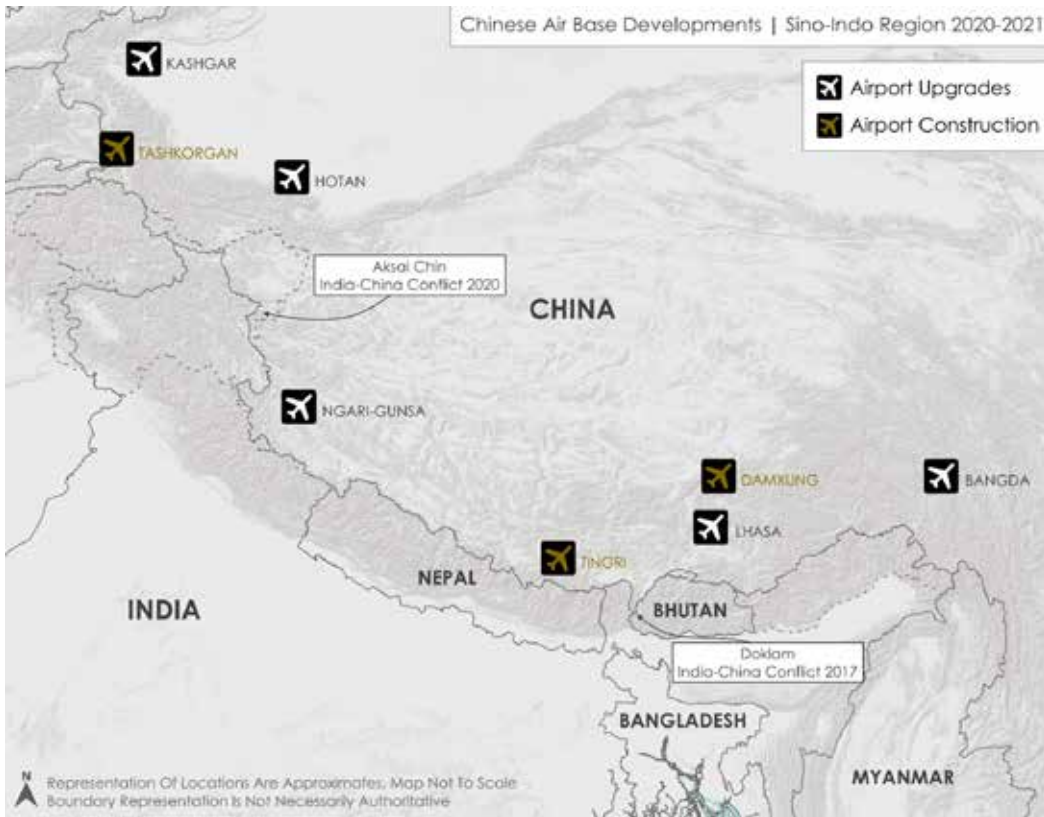 Chinese Air Base Developments | Sino-Indo Region 2020-2021
KASHGAR
Airport Upgrades
Airport Construction
TASHKORGAN
HOTAN
Aksai Chin
India-China Conflict 2020
CHINA
NGARI-GUNSA
DAMXUNG
BANGDA
LHASA
TINGRI
NEPAL
INDIA
BHUTAN
Doklam
India-China Conflict 2017
BANGLADESH
MYANMAR
N
Representation Of Locations Are Approximates, Map Not To Scale
Boundary Representation Is Not Necessarily Authoritative